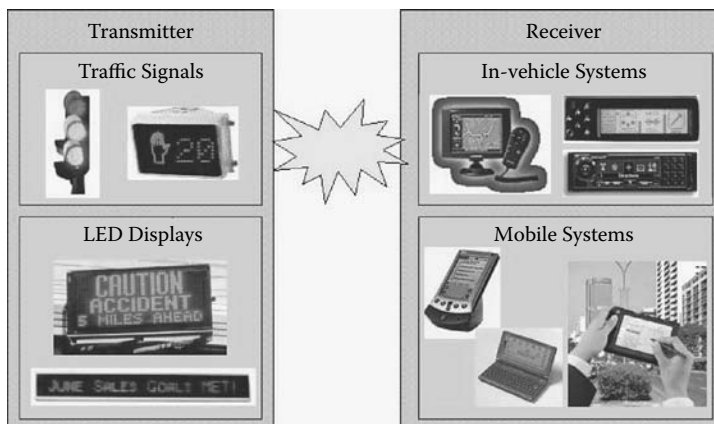 Transmitter
Traffic Signals
20
LED Displays
CAUTION
ACCIDENT
5 MILES AHEAD
JUNE SALES GOALS MET!
Receiver
In-vehicle Systems
Mobile Systems